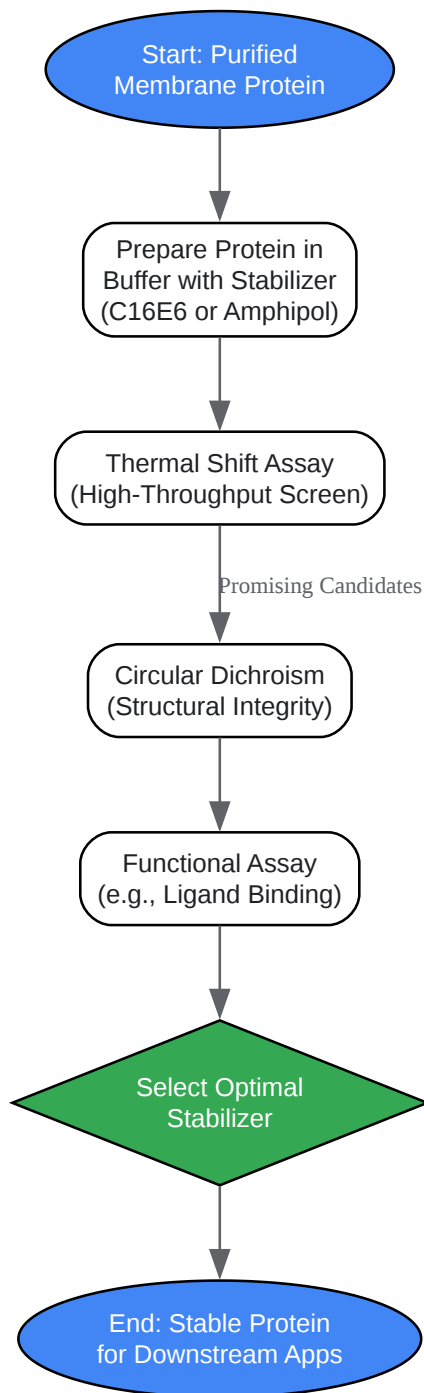 Start: Purified
Membrane Protein
Prepare Protein in
Buffer with Stabilizer
(C16E6 or Amphipol)
Thermal Shift Assay
(High-Throughput Screen)
Promising Candidates
Circular Dichroism
(Structural Integrity)
Functional Assay
(e.g., Ligand Binding)
Select Optimal
Stabilizer
End: Stable Protein
for Downstream Apps